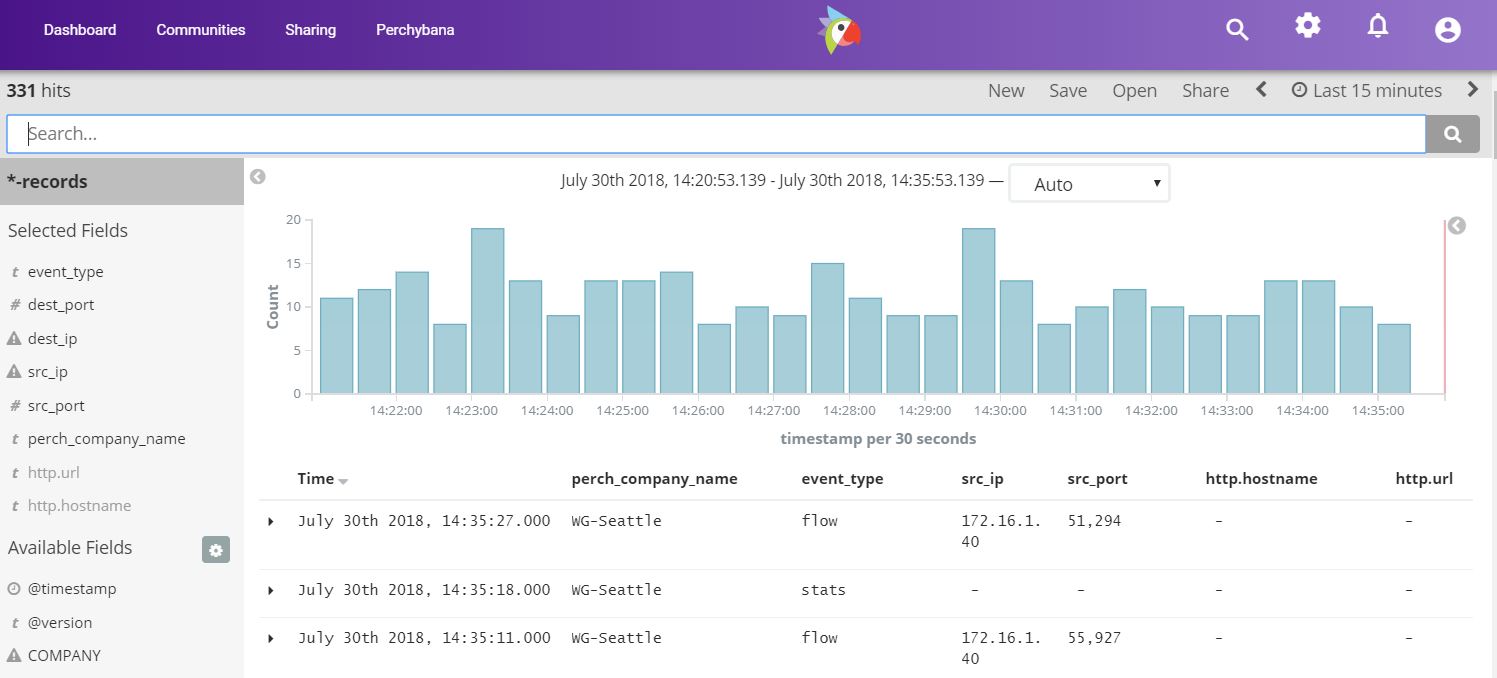 Dashboard Communities Sharing Perchybana
331 hits New Save Open Share Last 15 minutes
Search...
*-records
Selected Fields
t event_type
# dest_port
dest_ip
src_ip
# src_port
t perch_company_name
t http.url
t http.hostname
Available Fields
@timestamp
t @version
COMPANY
July 30th 2018, 14:20:53.139 - July 30th 2018, 14:35:53.139 — Auto
20
15
10
5
0
Count
14:22:00 14:23:00 14:24:00 14:25:00 14:26:00 14:27:00 14:28:00 14:29:00 14:30:00 14:31:00 14:32:00 14:33:00 14:34:00 14:35:00
timestamp per 30 seconds
Time perch_company_name event_type src_ip src_port http.hostname http.url
July 30th 2018, 14:35:27.000 WG-Seattle flow 172.16.1. 51,294 - -
40
July 30th 2018, 14:35:18.000 WG-Seattle stats - - - -
July 30th 2018, 14:35:11.000 WG-Seattle flow 172.16.1. 55,927 - -
40